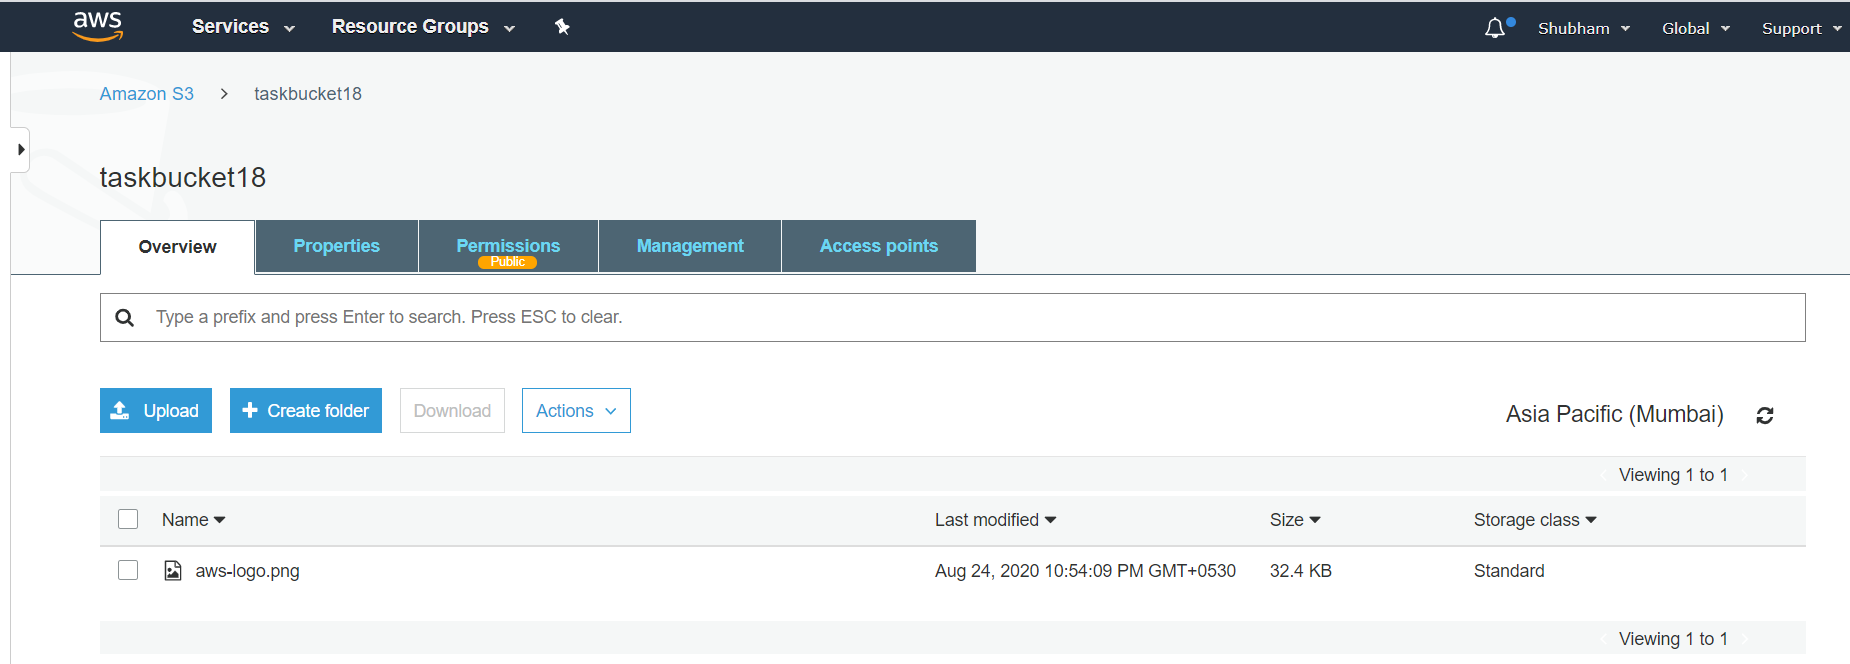 aws Services Resource Groups Shubham Global Support
Amazon S3 > taskbucket18
taskbucket18
Overview Properties Permissions Management Access points
Public
Type a prefix and press Enter to search. Press ESC to clear.
Upload + Create folder Download Actions Asia Pacific (Mumbai)
Viewing 1 to 1
Name Last modified Size Storage class
aws-logo.png Aug 24, 2020 10:54:09 PM GMT+0530 32.4 KB Standard
Viewing 1 to 1